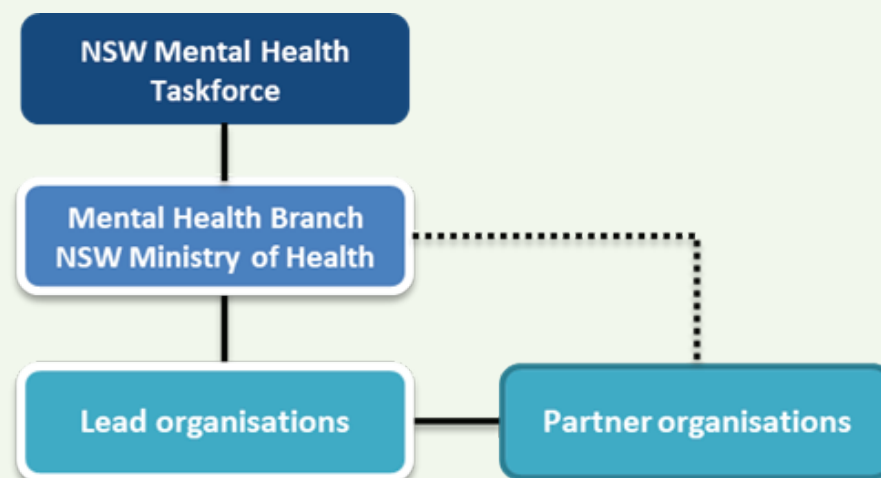 NSW Mental Health
Taskforce
Mental Health Branch
NSW Ministry of Health
Lead organisations
Partner organisations